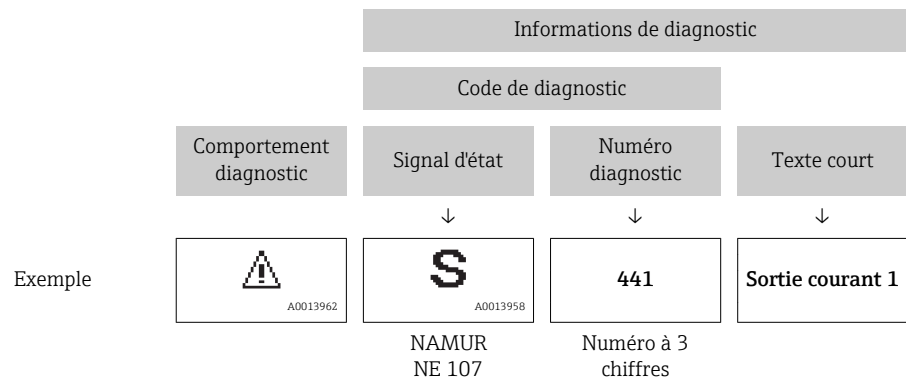 Informations de diagnostic
Code de diagnostic
Comportement
diagnostic
Signal d'état
Numéro
diagnostic
Texte court
↓ ↓ ↓
Exemple
⚠
A0013962
S
A0013958
441
Sortie courant 1
NAMUR
NE 107
Numéro à 3
chiffres